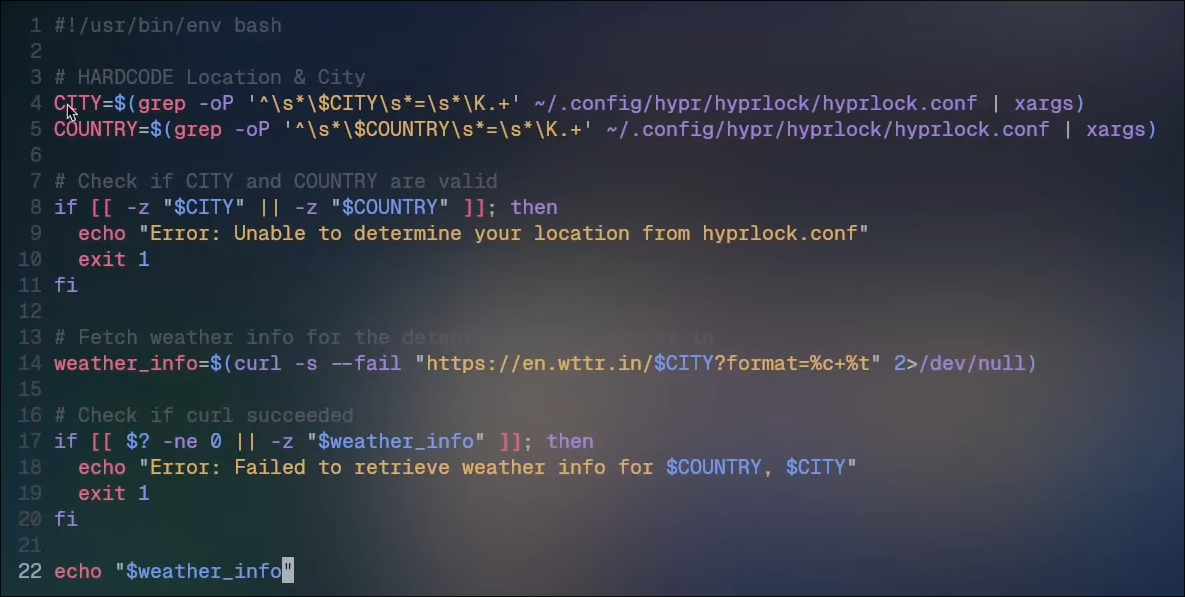 1 #!/usr/bin/env bash
2
3 # HARDCODE Location & City
4 CITY=$(grep -oP '^\s*\$CITY\s*=\s*\K.+' ~/.config/hypr/hyprlock/hyprlock.conf | xargs)
5 COUNTRY=$(grep -oP '^\s*\$COUNTRY\s*=\s*\K.+' ~/.config/hypr/hyprlock/hyprlock.conf | xargs)
6
7 # Check if CITY and COUNTRY are valid
8 if [[ -z "$CITY" || -z "$COUNTRY" ]]; then
9   echo "Error: Unable to determine your location from hyprlock.conf"
10   exit 1
11 fi
12
13 # Fetch weather info for the
14 weather_info=$(curl -s --fail "https://en.wttr.in/$CITY?format=%c+%t" 2>/dev/null)
15
16 # Check if curl succeeded
17 if [[ $? -ne 0 || -z "$weather_info" ]]; then
18   echo "Error: Failed to retrieve weather info for $COUNTRY, $CITY"
19   exit 1
20 fi
21
22 echo "$weather_info"